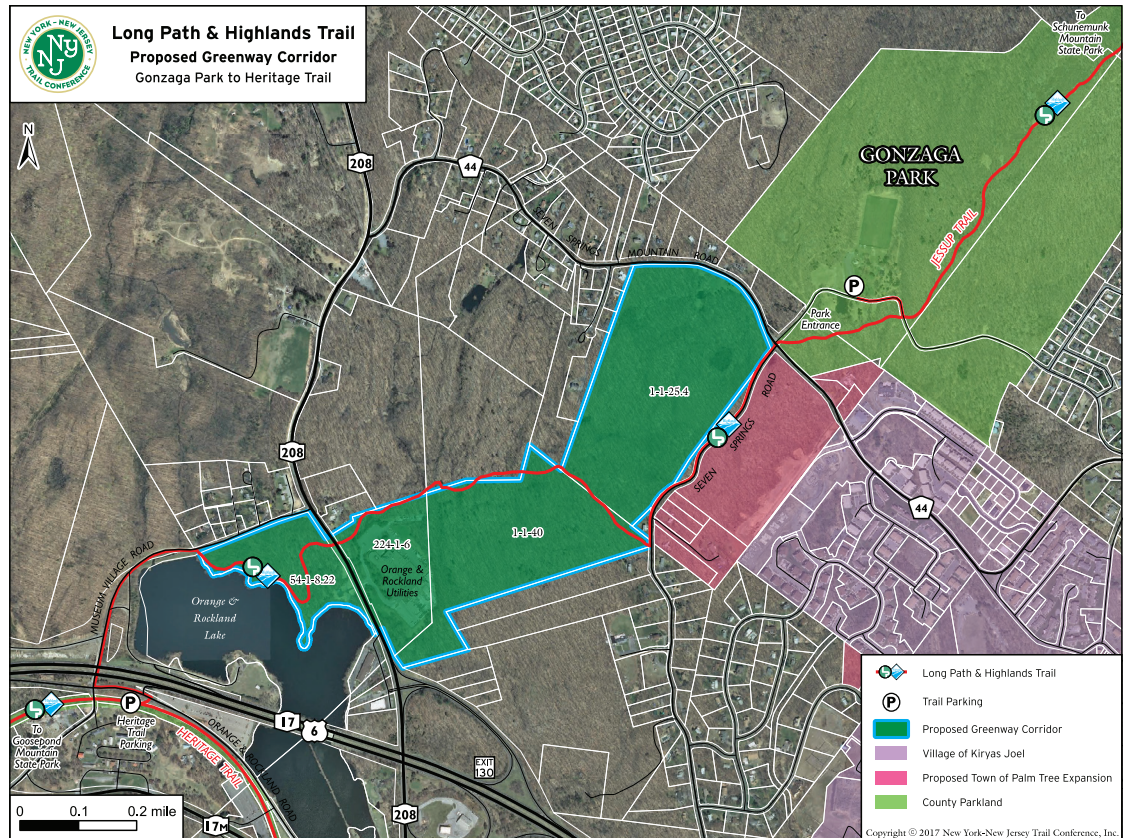 NEW YORK - NEW JERSEY
TRAIL CONFERENCE
NY
NJ
Long Path & Highlands Trail
Proposed Greenway Corridor
Gonzaga Park to Heritage Trail
N
To
Schunemunk
Mountain
State Park
208
44
GONZAGA
PARK
SEVEN SPRINGS MOUNTAIN ROAD
JESSUP TRAIL
P
Park
Entrance
1-1-25.4
SEVEN SPRINGS ROAD
208
44
1-1-40
224-1-6
Orange &
Rockland
Utilities
54-1-8.22
MUSEUM VILLAGE ROAD
Orange &
Rockland
Lake
P
Heritage
Trail
Parking
To
Goosepond
Mountain
State Park
HERITAGE TRAIL
ORANGE & ROCKLAND ROAD
17
6
EXIT
130
208
17M
0 0.1 0.2 mile
Long Path & Highlands Trail
P Trail Parking
Proposed Greenway Corridor
Village of Kiryas Joel
Proposed Town of Palm Tree Expansion
County Parkland
Copyright © 2017 New York-New Jersey Trail Conference, Inc.